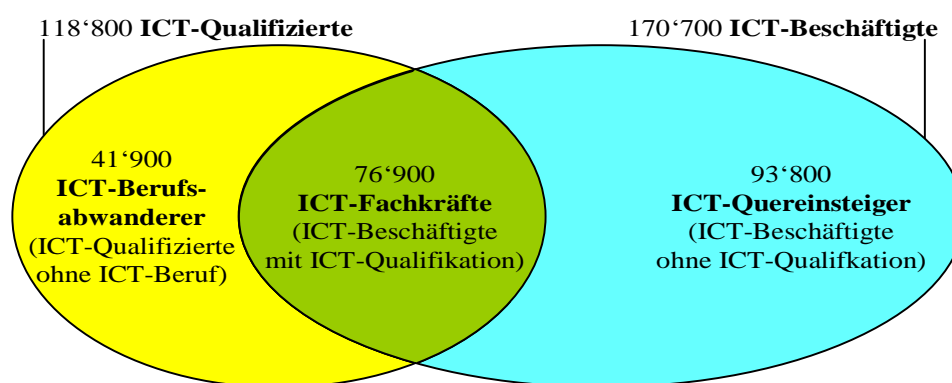 118‘800 ICT-Qualifizierte
170‘700 ICT-Beschäftigte
41‘900
ICT-Berufs-
abwanderer
(ICT-Qualifizierte
ohne ICT-Beruf)
76‘900
ICT-Fachkräfte
(ICT-Beschäftigte
mit ICT-Qualifikation)
93‘800
ICT-Quereinsteiger
(ICT-Beschäftigte
ohne ICT-Qualifkation)